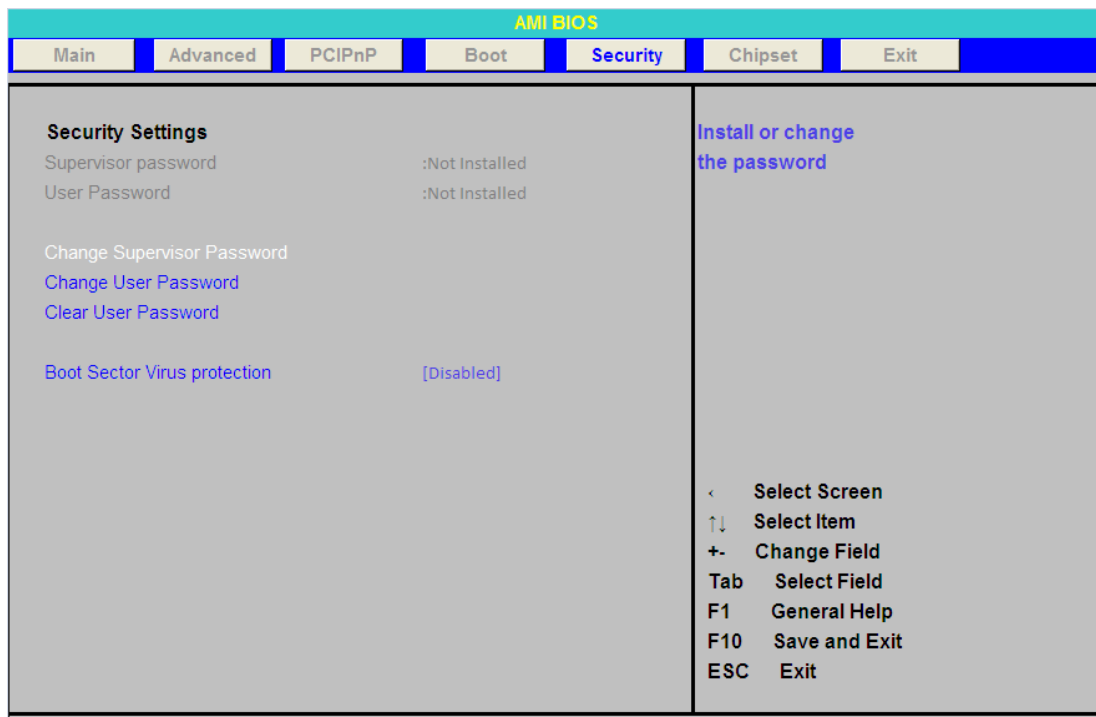 AMI BIOS
Main Advanced PCIPnP Boot Security Chipset Exit
Security Settings
Supervisor password :Not Installed
User Password :Not Installed
Change Supervisor Password
Change User Password
Clear User Password
Boot Sector Virus protection [Disabled]
Install or change
the password
‹ Select Screen
↑↓ Select Item
+- Change Field
Tab Select Field
F1 General Help
F10 Save and Exit
ESC Exit